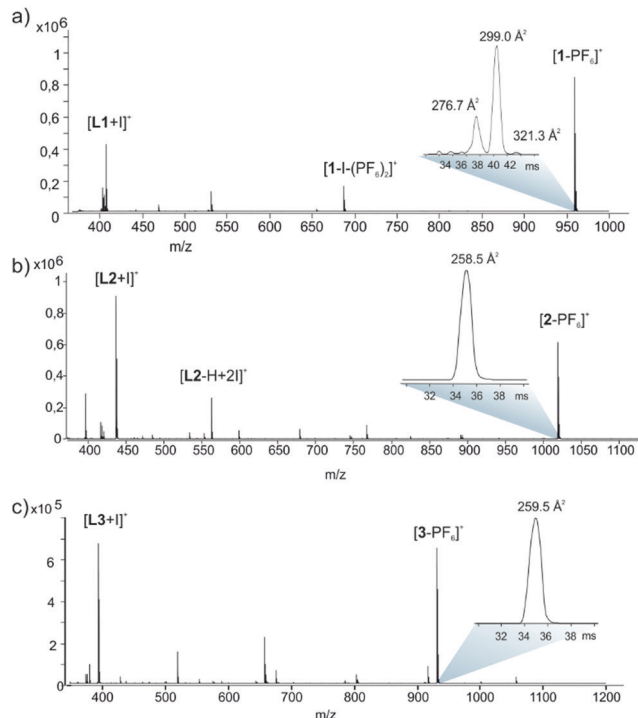 a)
x10⁶
1
0,8
0,6
0,4
0,2
0
[L1+I]⁺
[1-I-(PF₆)₂]⁺
276.7 Å²
299.0 Å²
321.3 Å²
34 36 38 40 42 ms
[1-PF₆]⁺
400 450 500 550 600 650 700 750 800 850 900 950 1000
m/z
b)
x10⁶
1
0,8
0,6
0,4
0,2
0
[L2+I]⁺
[L2-H+2I]⁺
258.5 Å²
32 34 36 38 ms
[2-PF₆]⁺
400 450 500 550 600 650 700 750 800 850 900 950 1000 1050 1100
m/z
c)
x10⁵
6
4
2
0
[L3+I]⁺
[3-PF₆]⁺
259.5 Å²
32 34 36 38 ms
400 500 600 700 800 900 1000 1100 1200
m/z